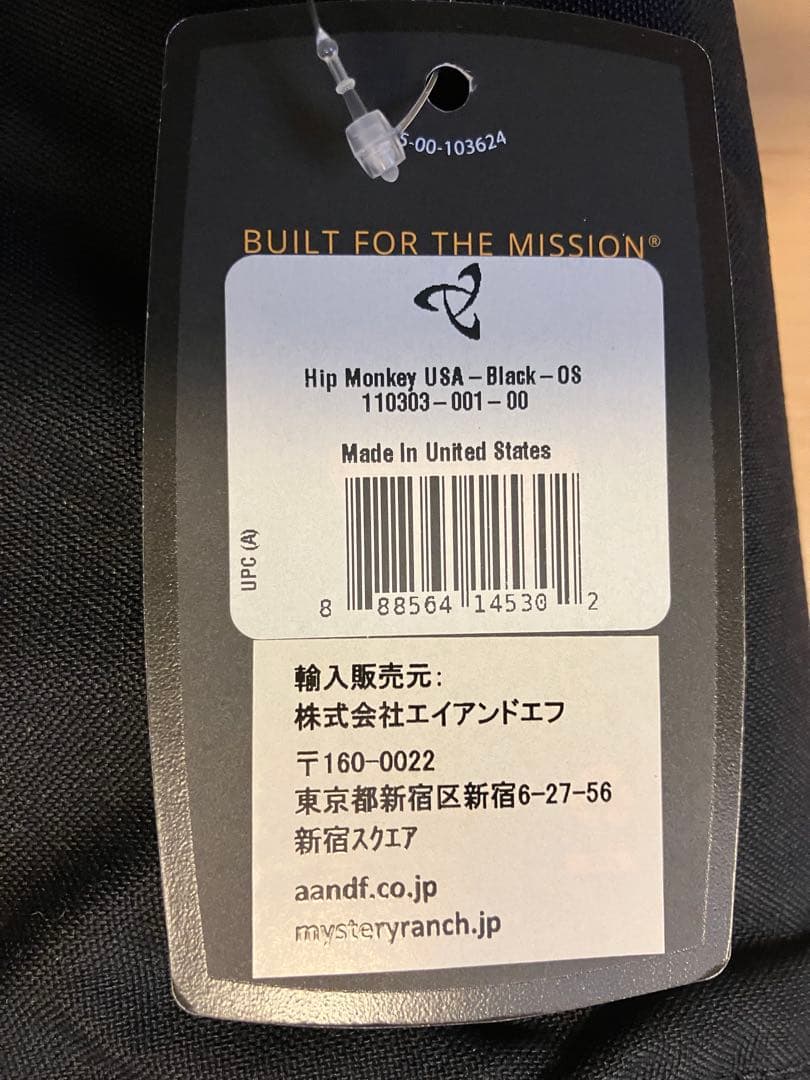 5-00-103624
BUILT FOR THE MISSION®
Hip Monkey USA-Black-OS
110303-001-00
Made In United States
UPC (A)
8 88564 14530 2
輸入販売元:
株式会社エイアンドエフ
〒160-0022
東京都新宿区新宿6-27-56
新宿スクエア
aandf.co.jp
mysteryranch.jp